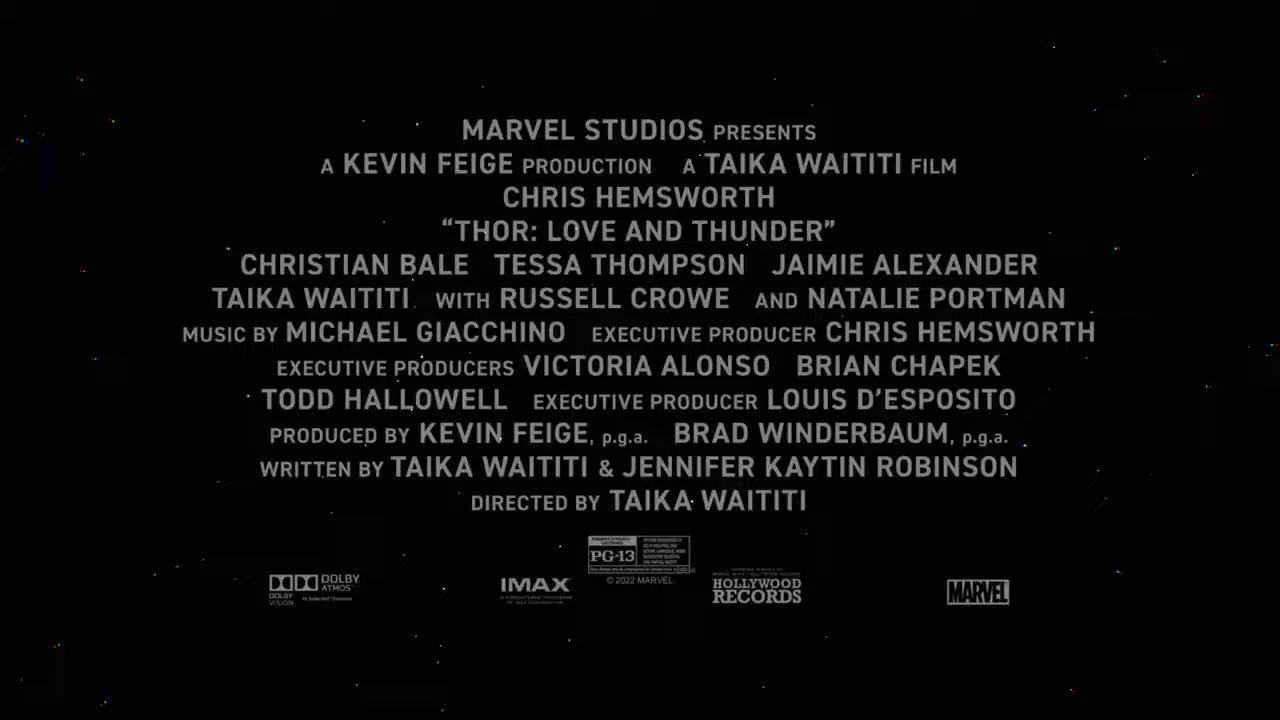 MARVEL STUDIOS PRESENTS
A KEVIN FEIGE PRODUCTION A TAIKA WAITITI FILM
CHRIS HEMSWORTH
“THOR: LOVE AND THUNDER”
CHRISTIAN BALE TESSA THOMPSON JAIMIE ALEXANDER
TAIKA WAITITI WITH RUSSELL CROWE AND NATALIE PORTMAN
MUSIC BY MICHAEL GIACCHINO EXECUTIVE PRODUCER CHRIS HEMSWORTH
EXECUTIVE PRODUCERS VICTORIA ALONSO BRIAN CHAPEK
TODD HALLOWELL EXECUTIVE PRODUCER LOUIS D’ESPOSITO
PRODUCED BY KEVIN FEIGE, p.g.a. BRAD WINDERBAUM, p.g.a.
WRITTEN BY TAIKA WAITITI & JENNIFER KAYTIN ROBINSON
DIRECTED BY TAIKA WAITITI
PG-13
© 2022 MARVEL
DOLBY VISION DOLBY ATMOS
IMAX
HOLLYWOOD RECORDS
MARVEL